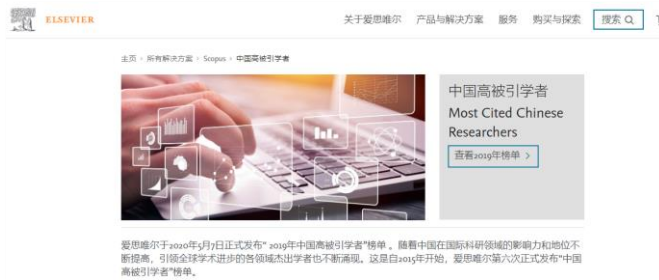 ELSEVIER
关于爱思唯尔 产品与解决方案 服务 购买与探索 搜索
主页 > 所有解决方案 > Scopus > 中国高被引学者
中国高被引学者
Most Cited Chinese
Researchers
查看2019年榜单 >
爱思唯尔于2020年5月7日正式发布“ 2019年中国高被引学者”榜单 。随着中国在国际科研领域的影响力和地位不
断提高，引领全球学术进步的各领域杰出学者也不断涌现。这是自2015年开始，爱思唯尔第六次正式发布“中国
高被引学者”榜单。